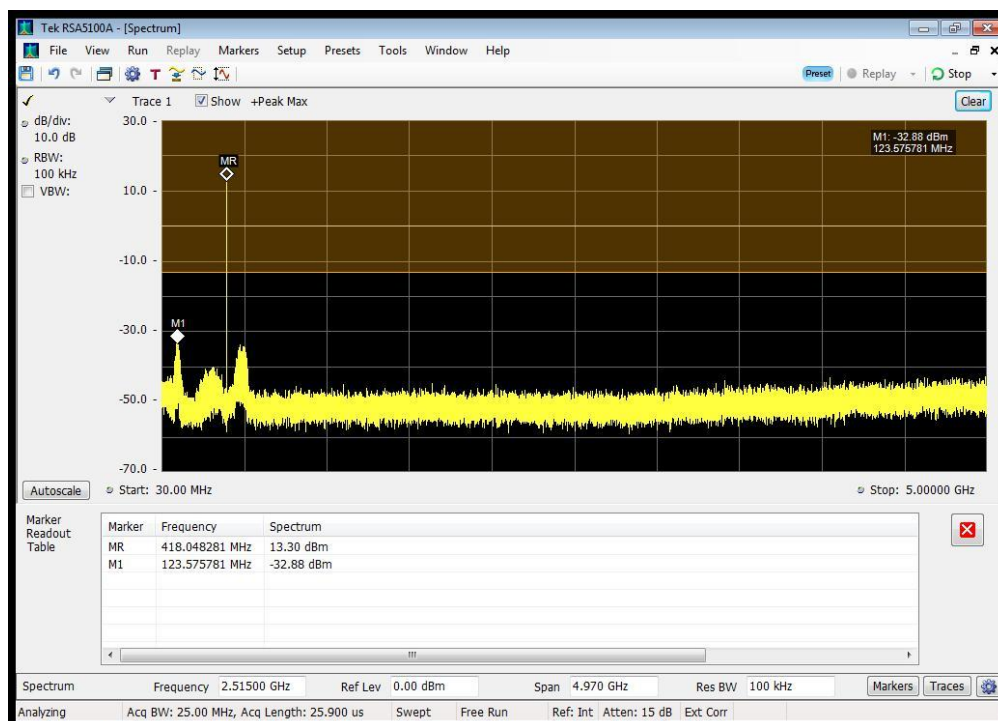 Tek RSA5100A - [Spectrum]
File View Run Replay Markers Setup Presets Tools Window Help
T Preset Replay Stop
Trace 1 Show +Peak Max Clear
dB/div:
10.0 dB
RBW:
100 kHz
VBW:
30.0
10.0
-10.0
-30.0
-50.0
-70.0
M1: -32.88 dBm
123.575781 MHz
MR
M1
Autoscale Start: 30.00 MHz Stop: 5.00000 GHz
Marker
Readout
Table
Marker Frequency Spectrum
MR 418.048281 MHz 13.30 dBm
M1 123.575781 MHz -32.88 dBm
Spectrum Frequency 2.51500 GHz Ref Lev 0.00 dBm Span 4.970 GHz Res BW 100 kHz Markers Traces
Analyzing Acq BW: 25.00 MHz, Acq Length: 25.900 us Swept Free Run Ref: Int Atten: 15 dB Ext Corr